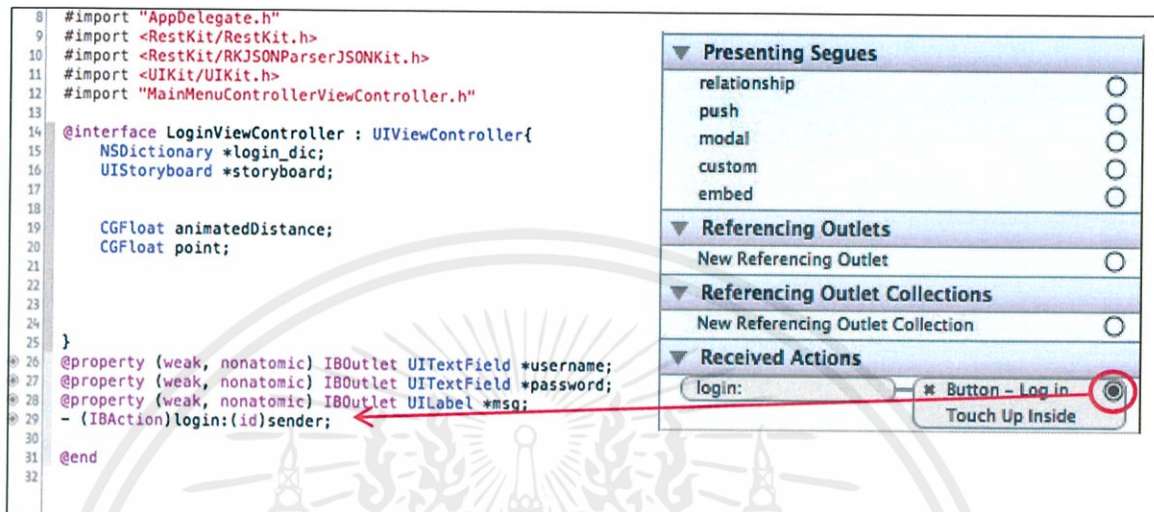 8 #import "AppDelegate.h"
9 #import <RestKit/RestKit.h>
10 #import <RestKit/RKJSONParserJSONKit.h>
11 #import <UIKit/UIKit.h>
12 #import "MainMenuControllerViewController.h"
13
14 @interface LoginViewController : UIViewController{
15 NSDictionary *login_dic;
16 UIStoryboard *storyboard;
17
18
19 CGFloat animatedDistance;
20 CGFloat point;
21
22
23
24
25 }
26 @property (weak, nonatomic) IBOutlet UITextField *username;
27 @property (weak, nonatomic) IBOutlet UITextField *password;
28 @property (weak, nonatomic) IBOutlet UILabel *msg;
29 - (IBAction)login:(id)sender;
30
31 @end
32
Presenting Segues
relationship
push
modal
custom
embed
Referencing Outlets
New Referencing Outlet
Referencing Outlet Collections
New Referencing Outlet Collection
Received Actions
login: ✖ Button - Log in
Touch Up Inside